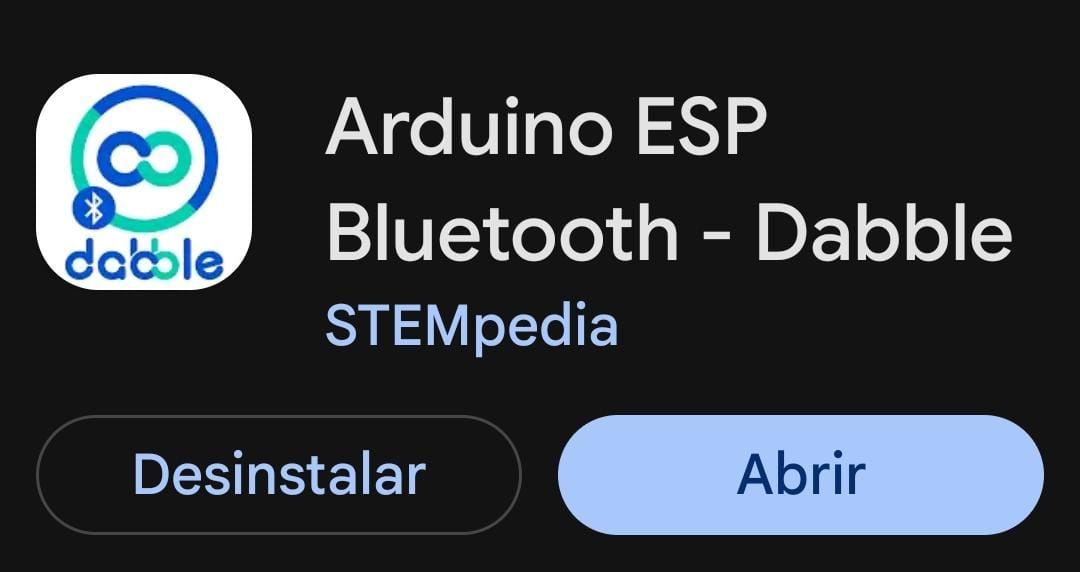 Arduino ESP
Bluetooth - Dabble
dabble
STEMpedia
Desinstalar
Abrir